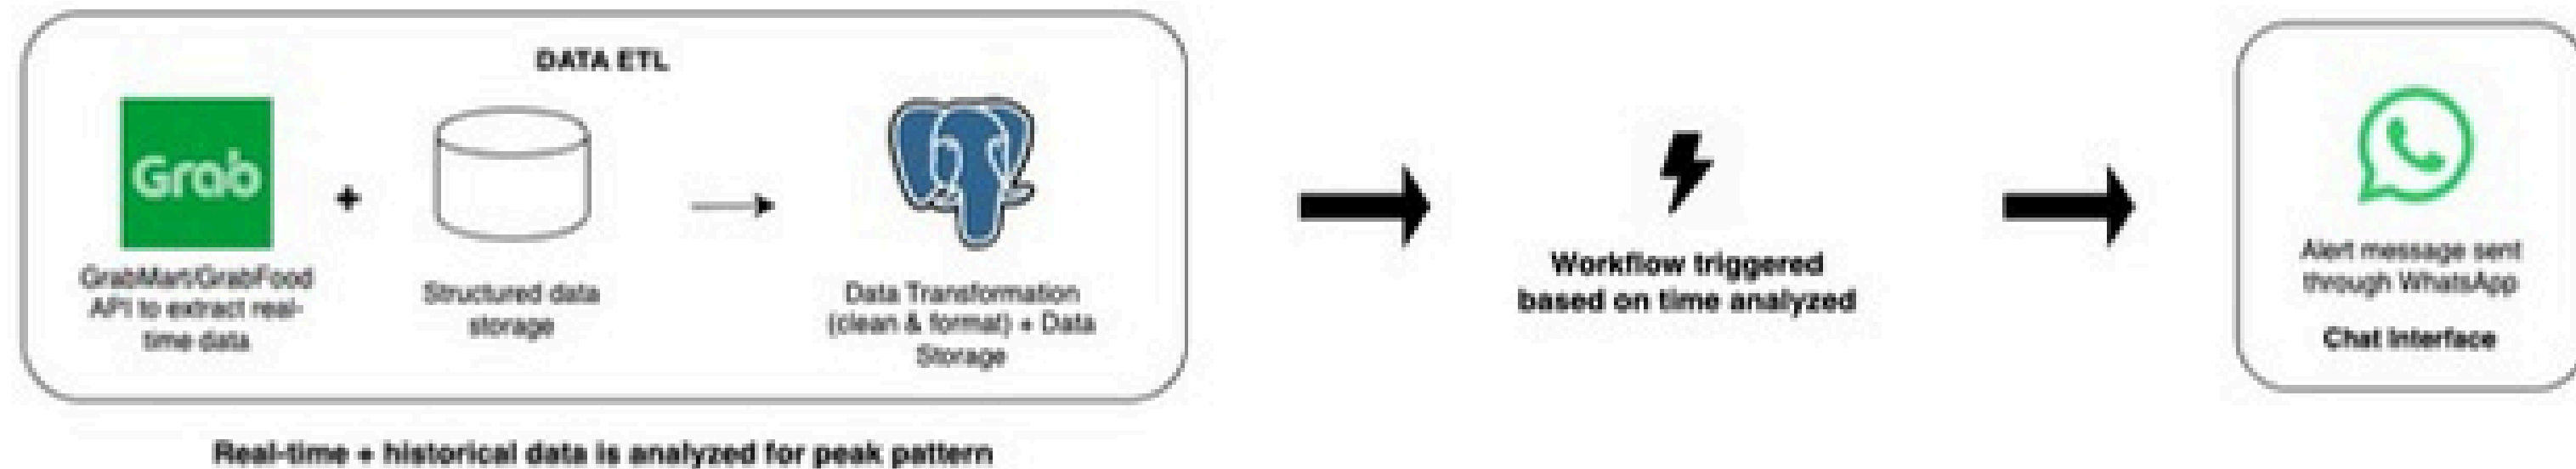 DATA ETL
Grab
+
GrabMart/GrabFood
API to extract real-
time data
Structured data
storage
Data Transformation
(clean & format) + Data
Storage
Real-time + historical data is analyzed for peak pattern
Workflow triggered
based on time analyzed
Alert message sent
through WhatsApp
Chat Interface